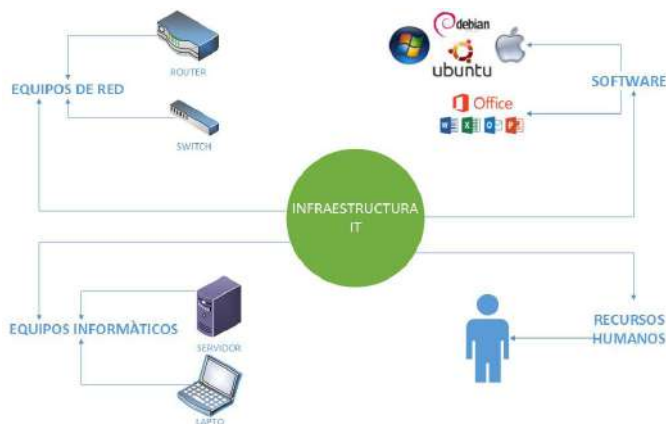 ROUTER
EQUIPOS DE RED
SWITCH
debian
ubuntu
SOFTWARE
Office
INFRAESTRUCTURA
IT
EQUIPOS INFORMÀTICOS
SERVIDOR
LAPTO
RECURSOS
HUMANOS